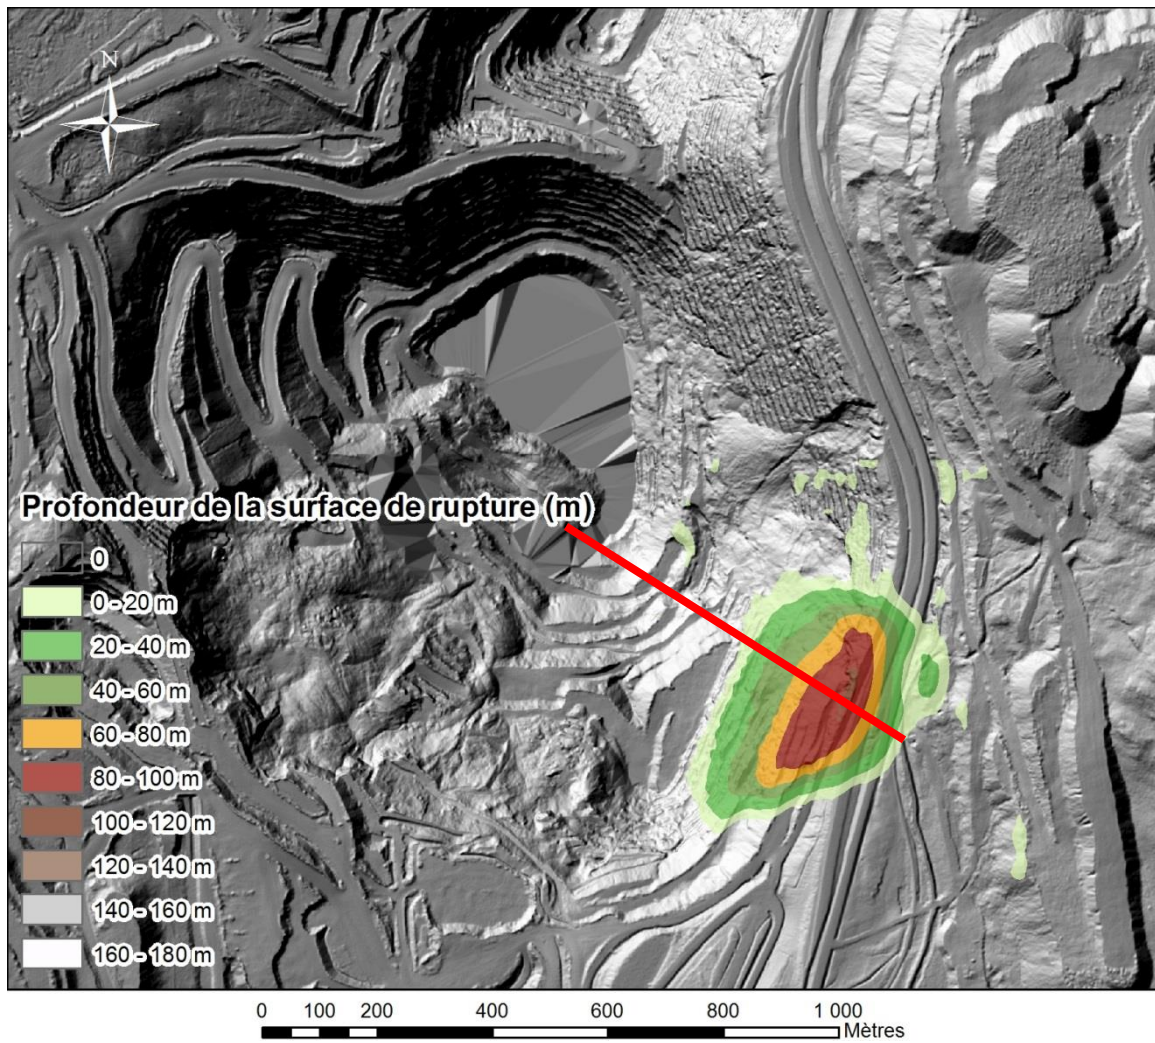 N
Profondeur de la surface de rupture (m)
0
0 - 20 m
20 - 40 m
40 - 60 m
60 - 80 m
80 - 100 m
100 - 120 m
120 - 140 m
140 - 160 m
160 - 180 m
0 100 200 400 600 800 1 000
Mètres